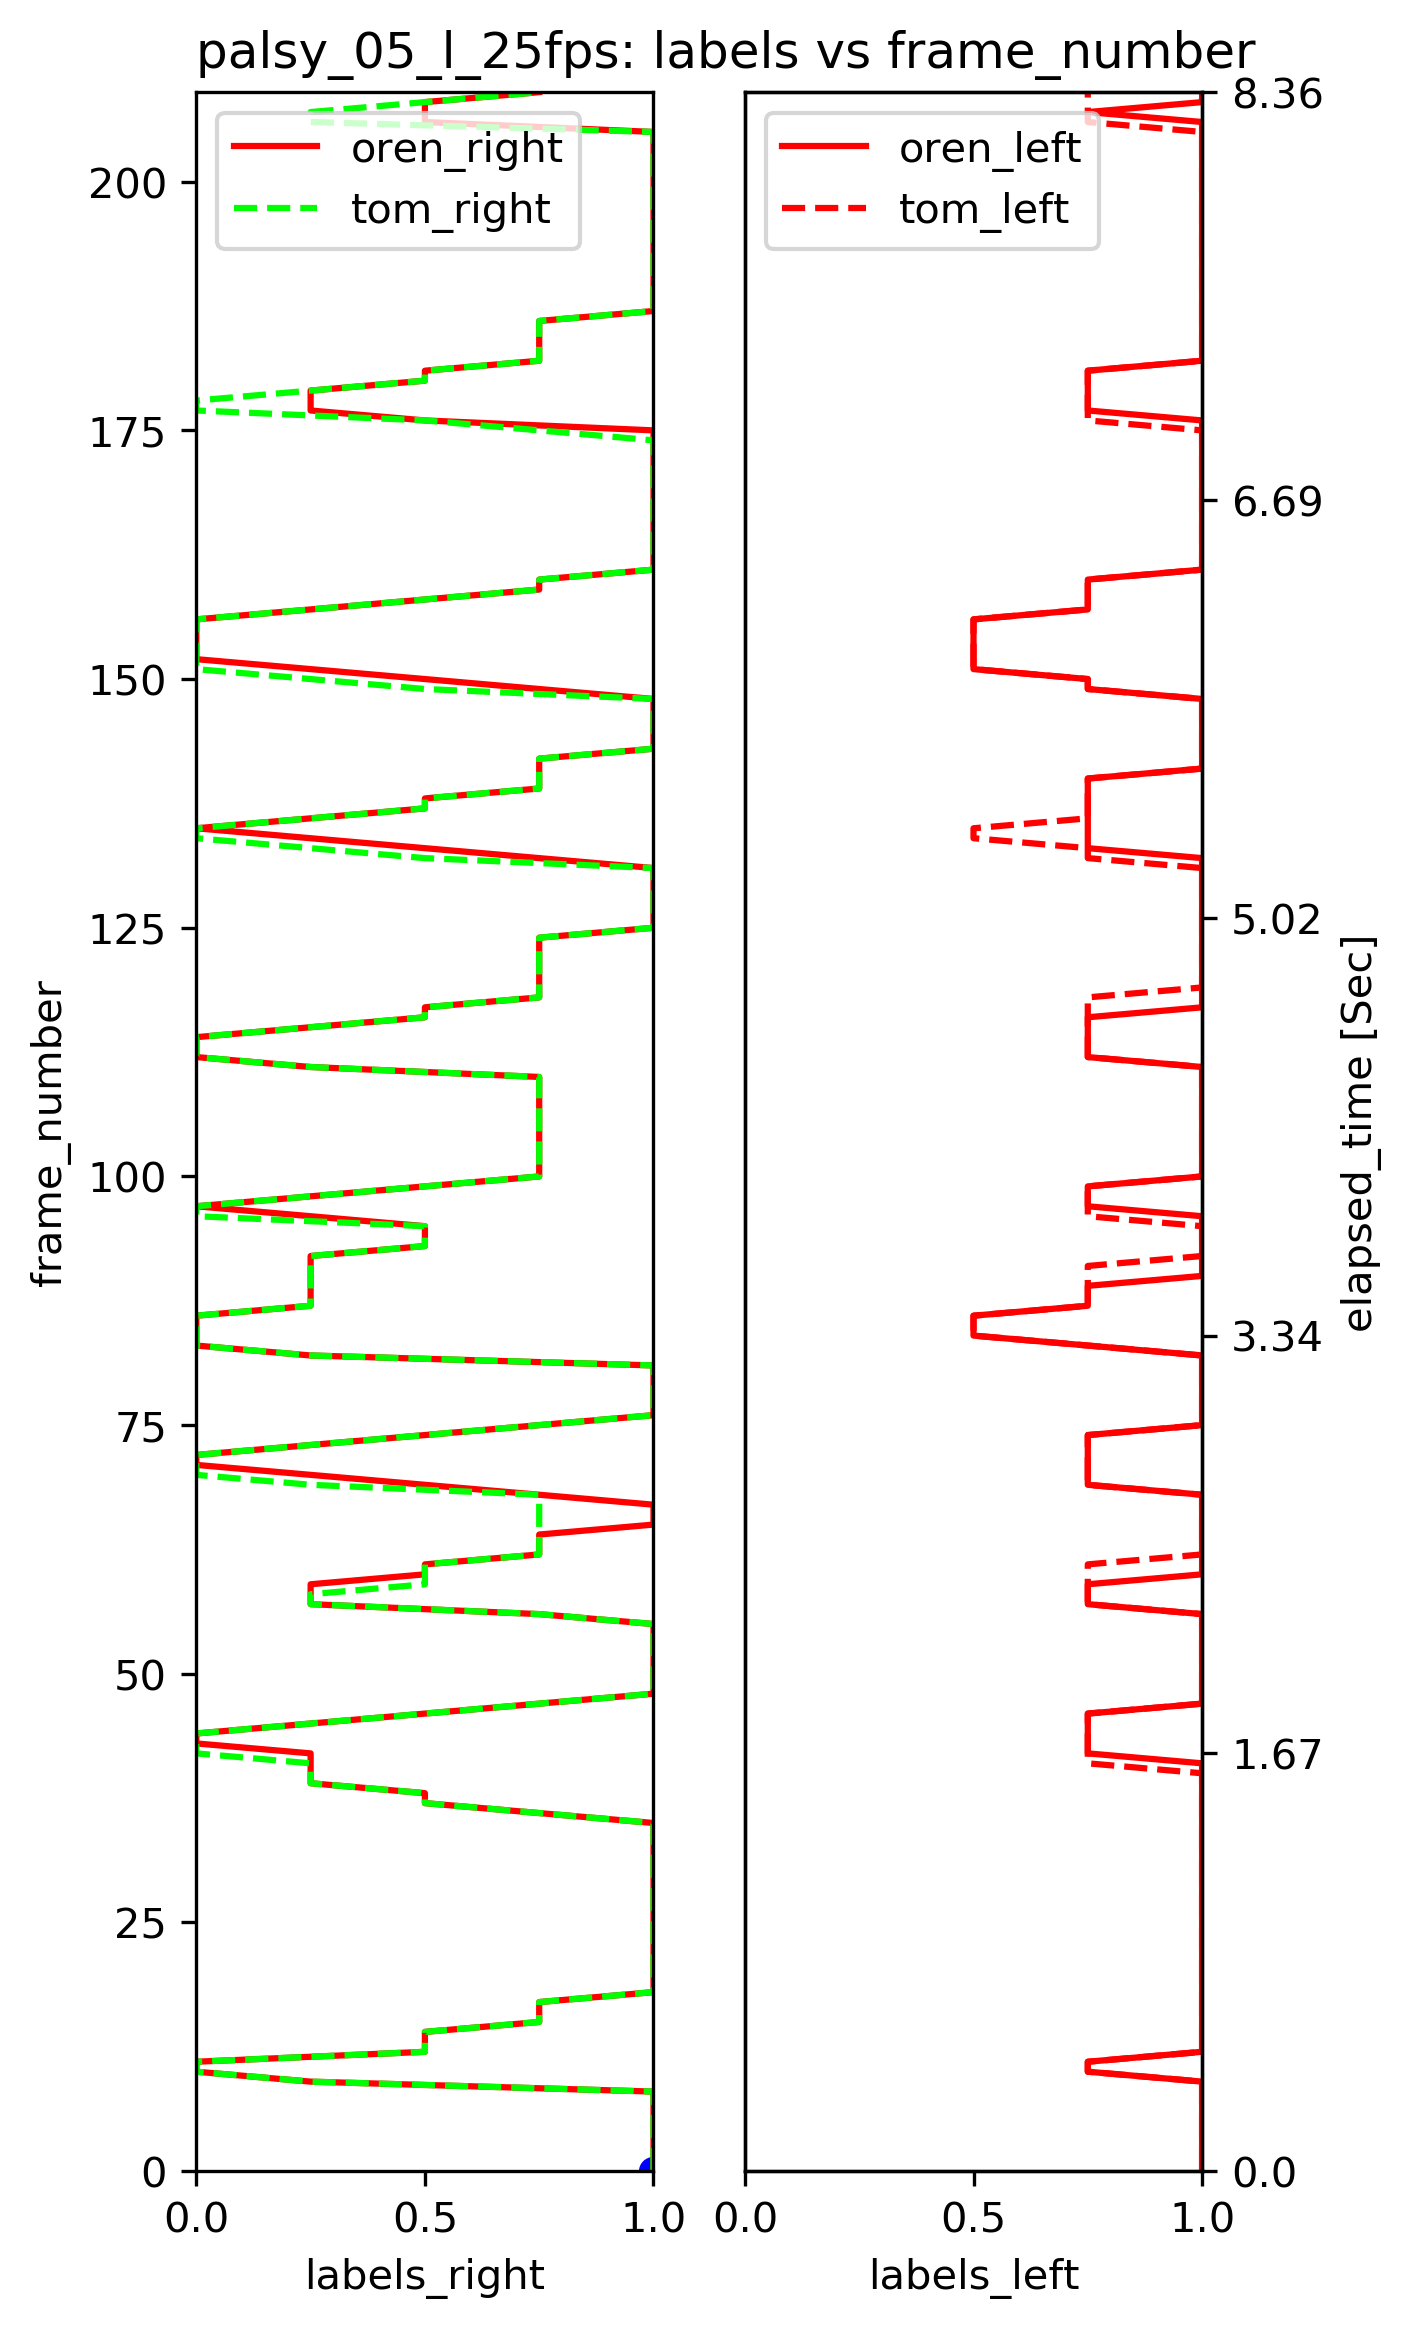 palsy_05_l_25fps: labels vs frame_number
oren_right
tom_right
oren_left
tom_left
8.36
200
175
6.69
150
125
5.02
frame_number
elapsed_time [Sec]
100
3.34
75
50
1.67
25
0
0.0
0.0
0.5
1.0
0.0
0.5
1.0
labels_right
labels_left